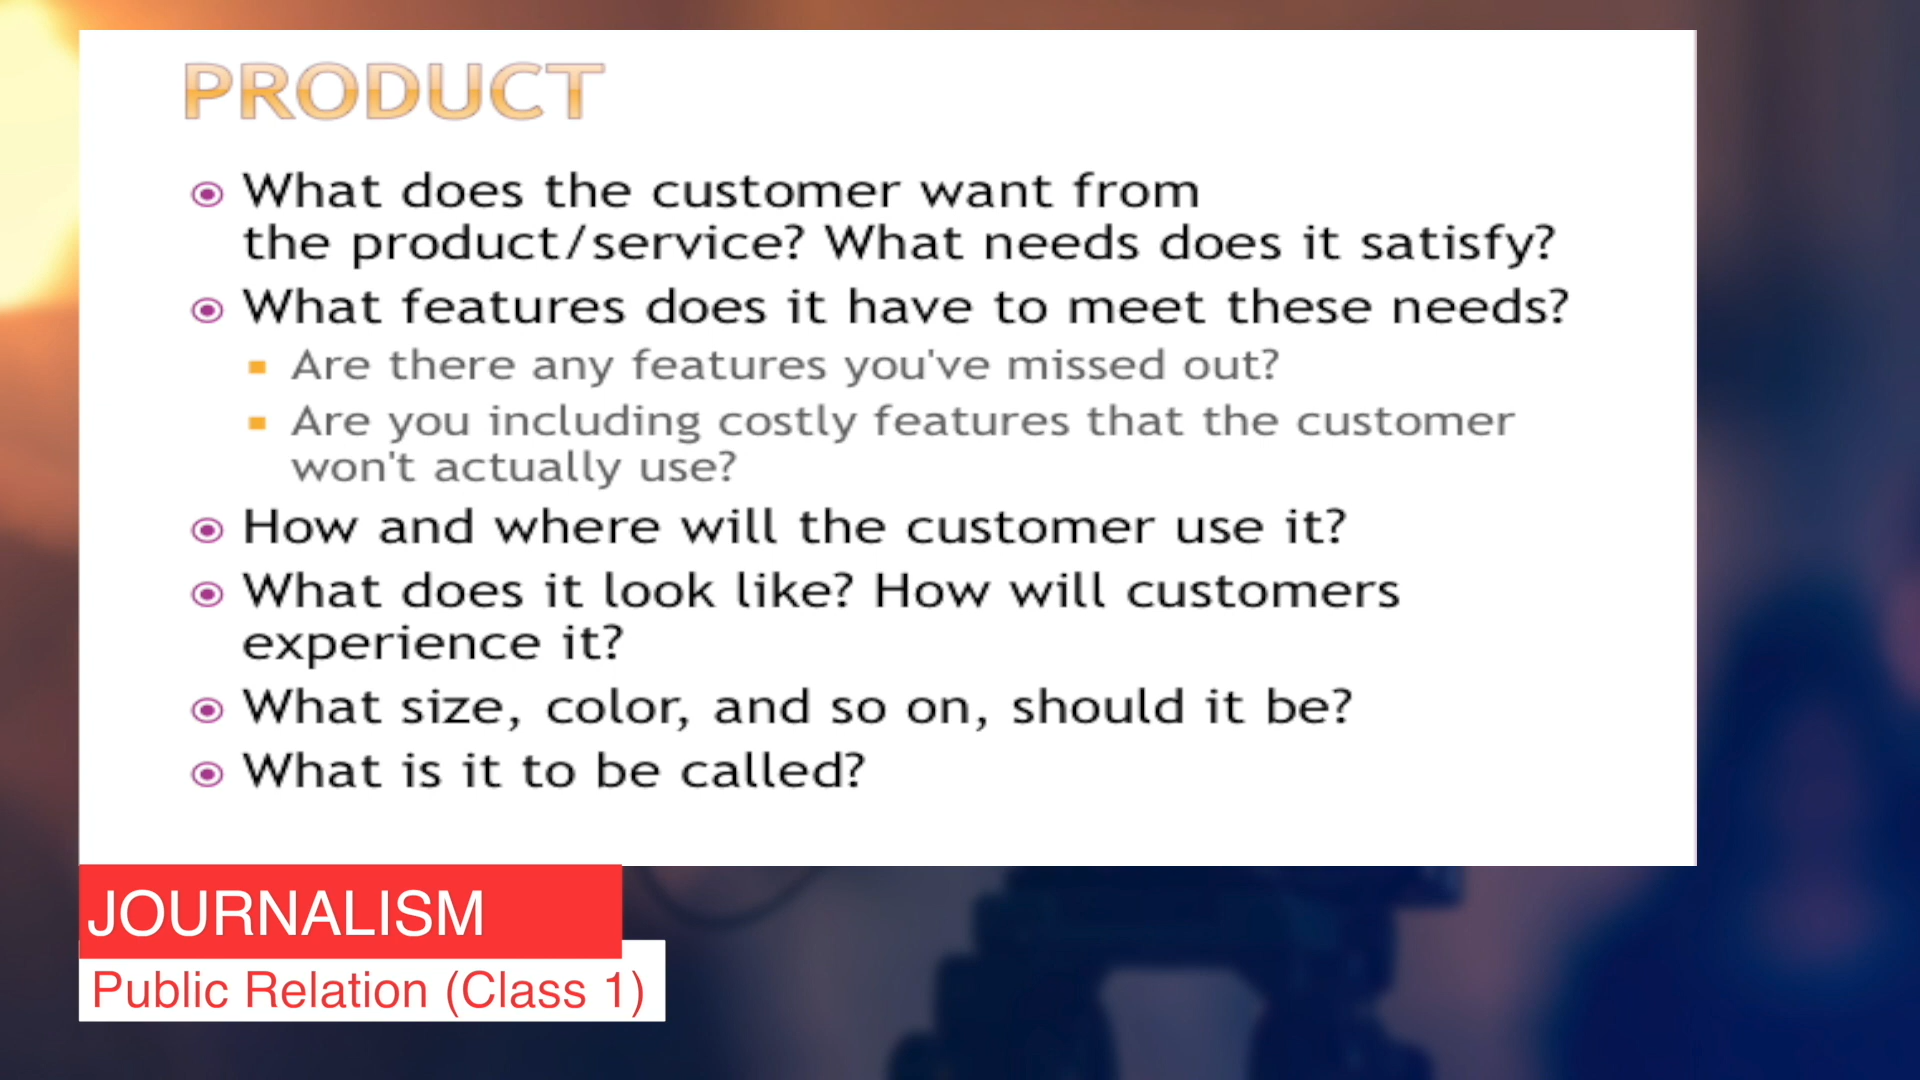 PRODUCT
What does the customer want from
the product/service? What needs does it satisfy?
What features does it have to meet these needs?
Are there any features you've missed out?
Are you including costly features that the customer
won't actually use?
How and where will the customer use it?
What does it look like? How will customers
experience it?
What size, color, and so on, should it be?
What is it to be called?
JOURNALISM
Public Relation (Class 1)